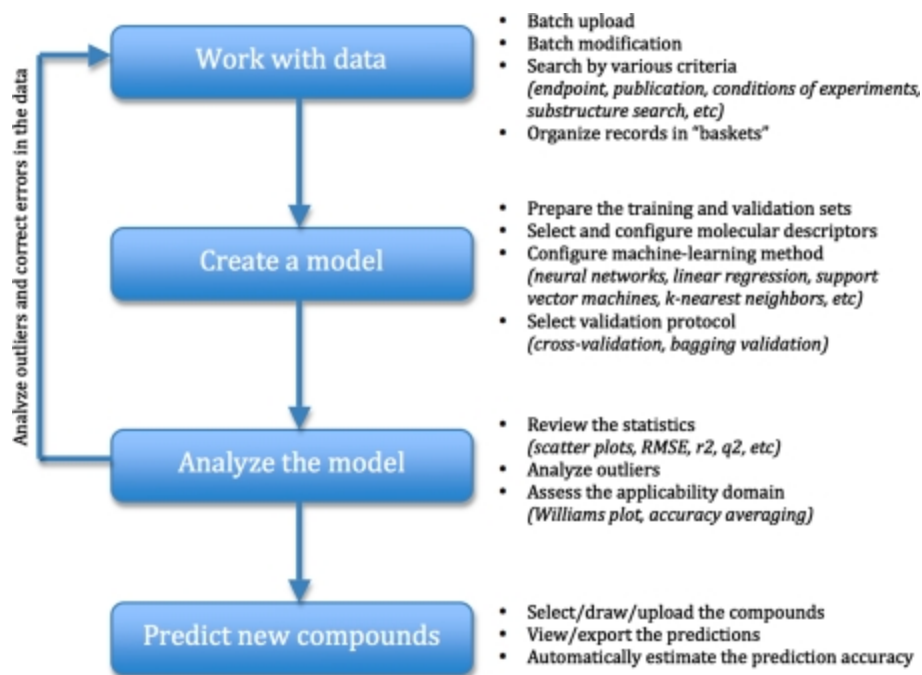 Work with data
• Batch upload
• Batch modification
• Search by various criteria
(endpoint, publication, conditions of experiments,
substructure search, etc)
• Organize records in “baskets”
Analyze outliers and correct errors in the data
Create a model
• Prepare the training and validation sets
• Select and configure molecular descriptors
• Configure machine-learning method
(neural networks, linear regression, support
vector machines, k-nearest neighbors, etc)
• Select validation protocol
(cross-validation, bagging validation)
Analyze the model
• Review the statistics
(scatter plots, RMSE, r2, q2, etc)
• Analyze outliers
• Assess the applicability domain
(Williams plot, accuracy averaging)
Predict new compounds
• Select/draw/upload the compounds
• View/export the predictions
• Automatically estimate the prediction accuracy